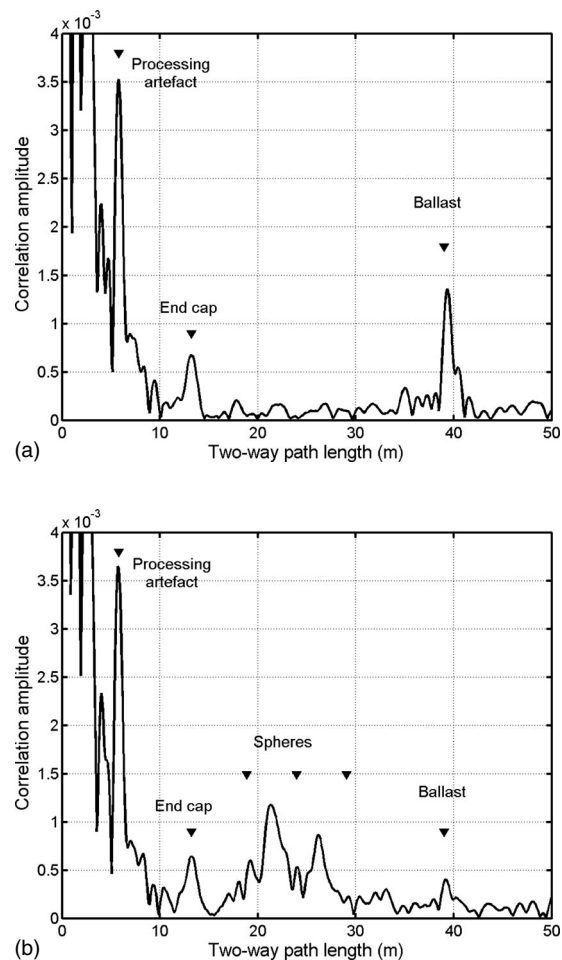 x 10⁻³
4
3.5
3
2.5
2
1.5
1
0.5
0
Correlation amplitude
Processing
artefact
End cap
Ballast
0 10 20 30 40 50
Two-way path length (m)
(a)
x 10⁻³
4
3.5
3
2.5
2
1.5
1
0.5
0
Correlation amplitude
Processing
artefact
Spheres
End cap
Ballast
0 10 20 30 40 50
Two-way path length (m)
(b)